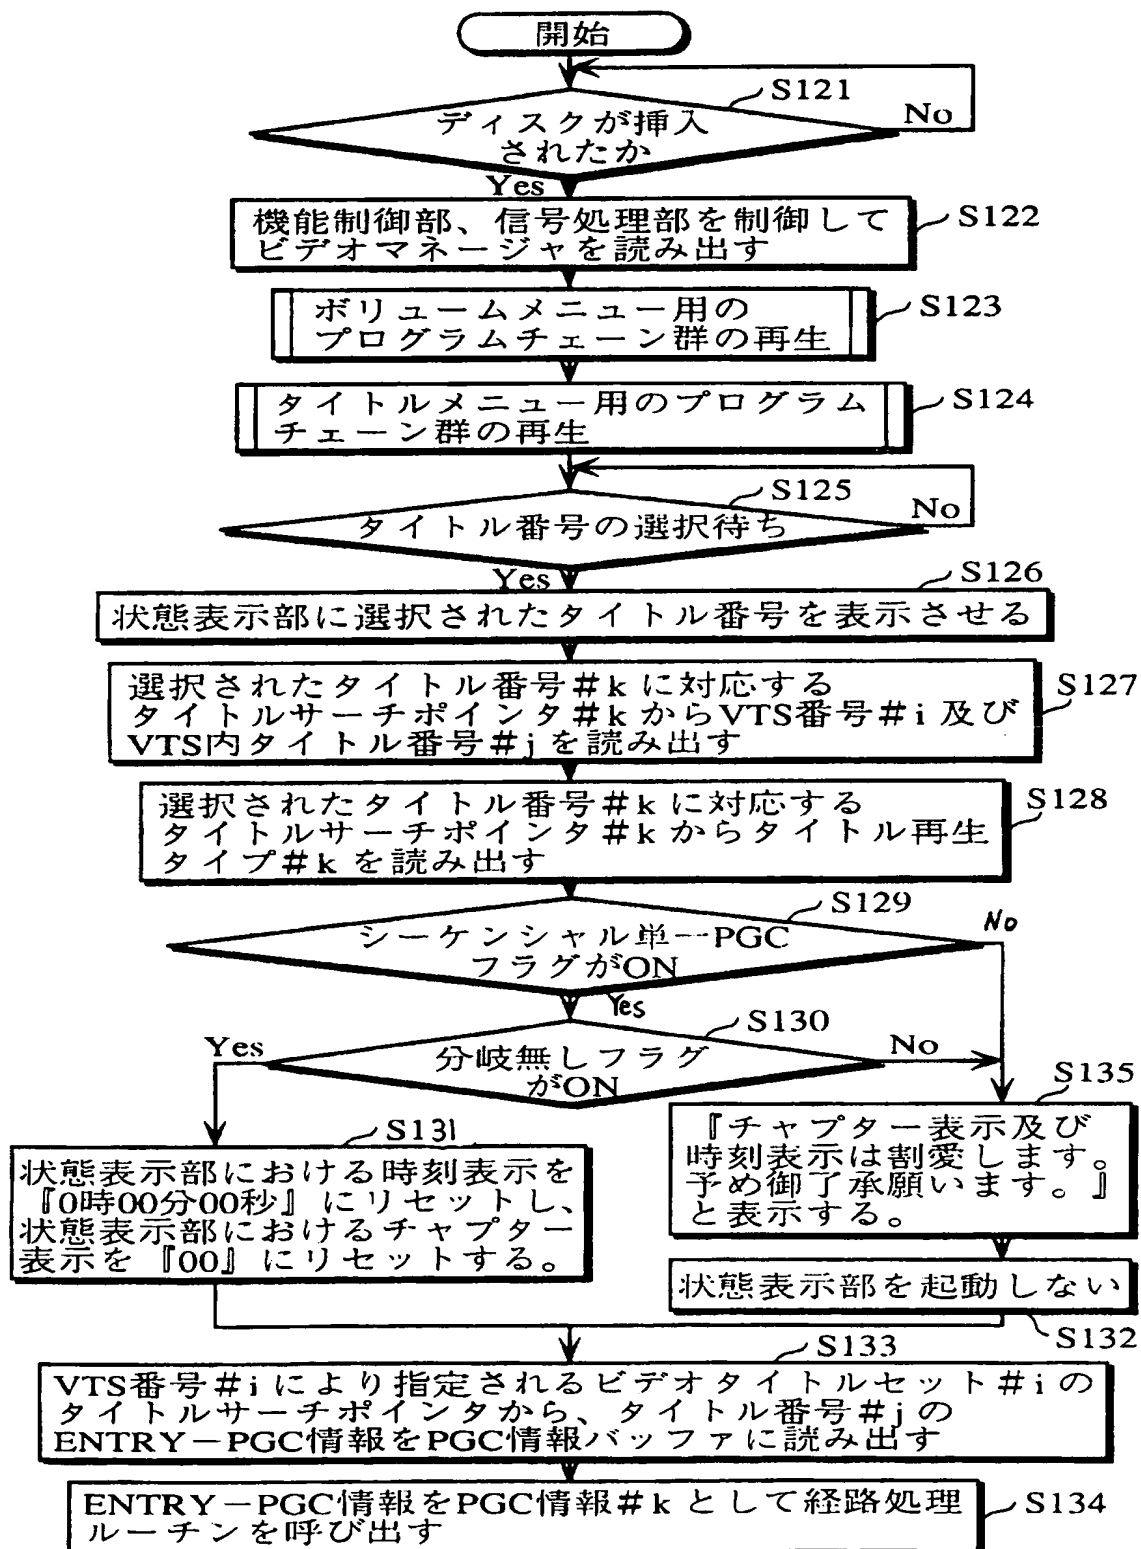 開始
S121
ディスクが挿入
されたか
No
Yes
機能制御部、信号処理部を制御して
ビデオマネージャを読み出す
S122
ボリュームメニュー用の
プログラムチェーン群の再生
S123
タイトルメニュー用のプログラム
チェーン群の再生
S124
S125
タイトル番号の選択待ち
No
Yes
S126
状態表示部に選択されたタイトル番号を表示させる
選択されたタイトル番号#kに対応する
タイトルサーチポインタ#kからVTS番号#i及び
VTS内タイトル番号#jを読み出す
S127
選択されたタイトル番号#kに対応する
タイトルサーチポインタ#kからタイトル再生
タイプ#kを読み出す
S128
S129
シーケンシャル単一PGC
フラグがON
No
Yes
S130
分岐無しフラグ
がON
Yes
No
S131
状態表示部における時刻表示を
『0時00分00秒』にリセットし、
状態表示部におけるチャプター
表示を『00』にリセットする。
S135
『チャプター表示及び
時刻表示は割愛します。
予め御了承願います。』
と表示する。
状態表示部を起動しない
S132
S133
VTS番号#iにより指定されるビデオタイトルセット#iの
タイトルサーチポインタから、タイトル番号#jの
ENTRY－PGC情報をPGC情報バッファに読み出す
ENTRY－PGC情報をPGC情報#kとして経路処理
ルーチンを呼び出す
S134